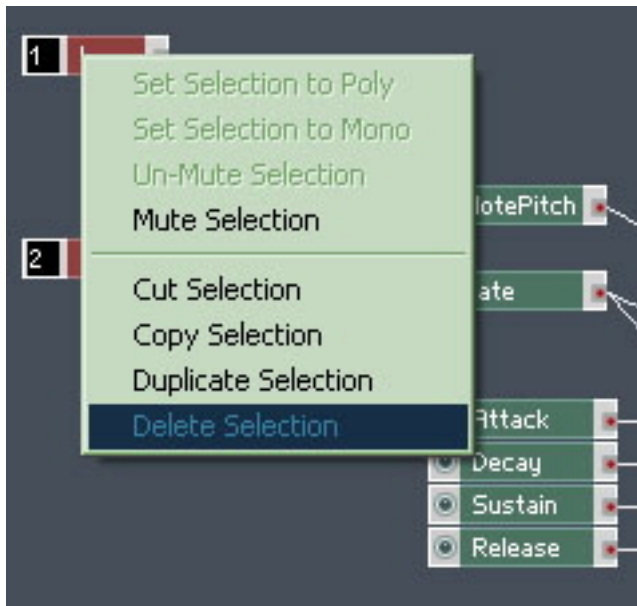 1
Set Selection to Poly
Set Selection to Mono
Un-Mute Selection
Mute Selection
lotePitch
2
Cut Selection
ate
Copy Selection
Duplicate Selection
Delete Selection
Attack
Decay
Sustain
Release